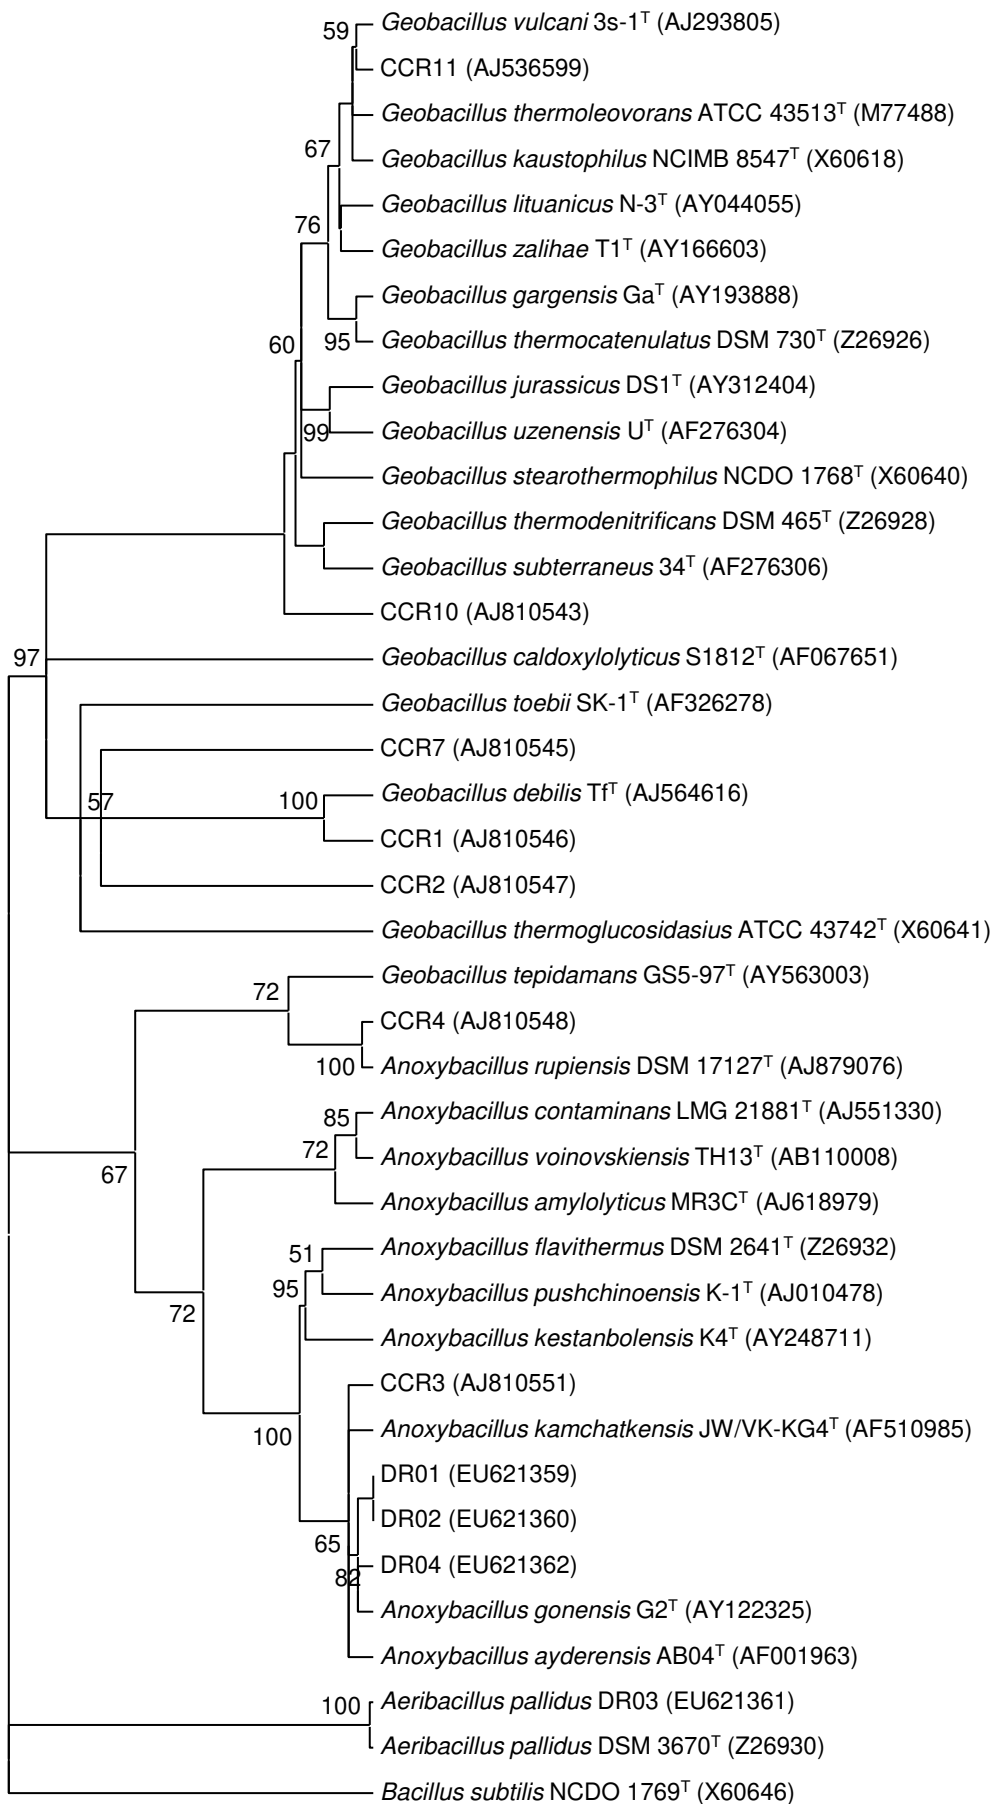 59
Geobacillus vulcani 3s-1ᵀ (AJ293805)
CCR11 (AJ536599)
Geobacillus thermoleovorans ATCC 43513ᵀ (M77488)
67
Geobacillus kaustophilus NCIMB 8547ᵀ (X60618)
Geobacillus lituanicus N-3ᵀ (AY044055)
76
Geobacillus zalihae T1ᵀ (AY166603)
Geobacillus gargensis Gaᵀ (AY193888)
60
95
Geobacillus thermocatenulatus DSM 730ᵀ (Z26926)
Geobacillus jurassicus DS1ᵀ (AY312404)
99
Geobacillus uzenensis Uᵀ (AF276304)
Geobacillus stearothermophilus NCDO 1768ᵀ (X60640)
Geobacillus thermodenitrificans DSM 465ᵀ (Z26928)
Geobacillus subterraneus 34ᵀ (AF276306)
CCR10 (AJ810543)
97
Geobacillus caldoxylolyticus S1812ᵀ (AF067651)
Geobacillus toebii SK-1ᵀ (AF326278)
CCR7 (AJ810545)
57
100
Geobacillus debilis Tfᵀ (AJ564616)
CCR1 (AJ810546)
CCR2 (AJ810547)
Geobacillus thermoglucosidasius ATCC 43742ᵀ (X60641)
Geobacillus tepidamans GS5-97ᵀ (AY563003)
72
CCR4 (AJ810548)
100
Anoxybacillus rupiensis DSM 17127ᵀ (AJ879076)
Anoxybacillus contaminans LMG 21881ᵀ (AJ551330)
85
72
Anoxybacillus voinovskiensis TH13ᵀ (AB110008)
67
Anoxybacillus amylolyticus MR3Cᵀ (AJ618979)
51
Anoxybacillus flavithermus DSM 2641ᵀ (Z26932)
95
Anoxybacillus pushchinoensis K-1ᵀ (AJ010478)
72
Anoxybacillus kestanbolensis K4ᵀ (AY248711)
CCR3 (AJ810551)
100
Anoxybacillus kamchatkensis JW/VK-KG4ᵀ (AF510985)
DR01 (EU621359)
DR02 (EU621360)
65
DR04 (EU621362)
82
Anoxybacillus gonensis G2ᵀ (AY122325)
Anoxybacillus ayderensis AB04ᵀ (AF001963)
100
Aeribacillus pallidus DR03 (EU621361)
Aeribacillus pallidus DSM 3670ᵀ (Z26930)
Bacillus subtilis NCDO 1769ᵀ (X60646)